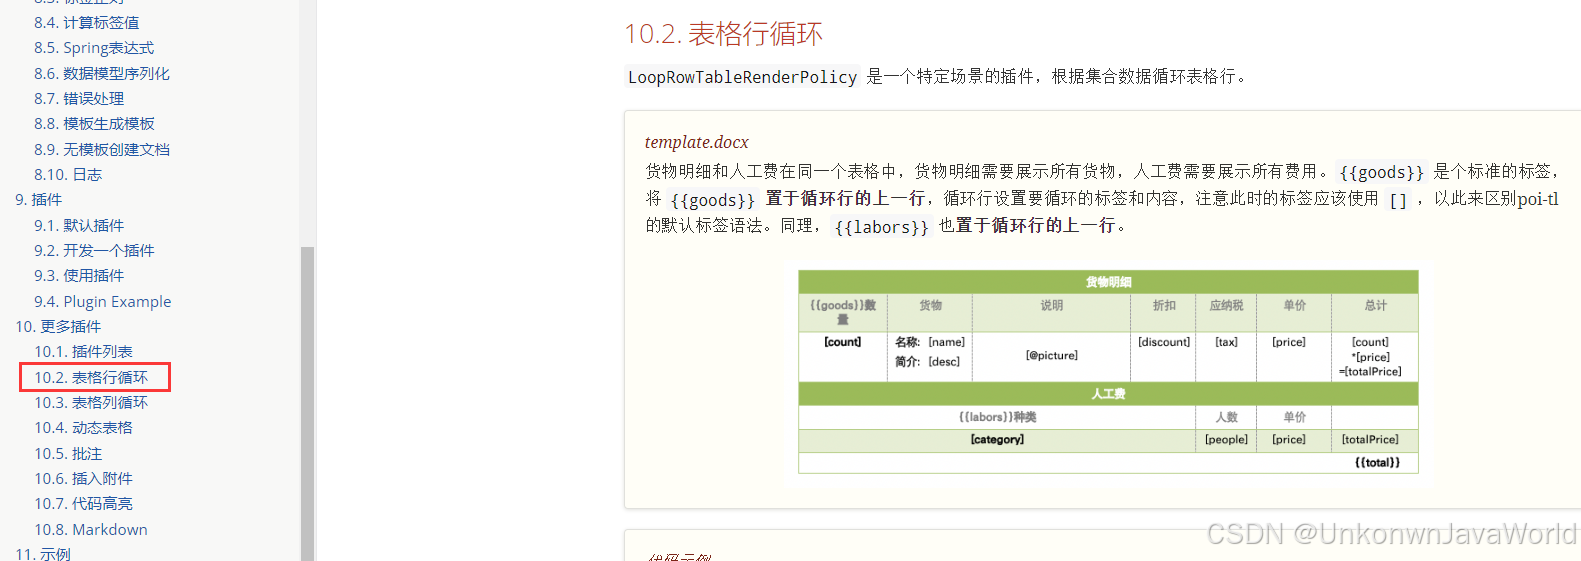 8.4. 计算标签值
8.5. Spring表达式
8.6. 数据模型序列化
8.7. 错误处理
8.8. 模板生成模板
8.9. 无模板创建文档
8.10. 日志
9. 插件
9.1. 默认插件
9.2. 开发一个插件
9.3. 使用插件
9.4. Plugin Example
10. 更多插件
10.1. 插件列表
10.2. 表格行循环
10.3. 表格列循环
10.4. 动态表格
10.5. 批注
10.6. 插入附件
10.7. 代码高亮
10.8. Markdown
11. 示例
10.2. 表格行循环
LoopRowTableRenderPolicy 是一个特定场景的插件，根据集合数据循环表格行。
template.docx
货物明细和人工费在同一个表格中，货物明细需要展示所有货物，人工费需要展示所有费用。{{goods}} 是个标准的标签，
将 {{goods}} 置于循环行的上一行，循环行设置要循环的标签和内容，注意此时的标签应该使用 [] ，以此来区别poi-tl
的默认标签语法。同理，{{labors}} 也置于循环行的上一行。
货物明细
{{goods}}数 货物 说明 折扣 应纳税 单价 总计
量
[count] 名称: [name] [@picture] [discount] [tax] [price] [count]
简介: [desc] *[price]
=[totalPrice]
人工费
{{labors}}种类 人数 单价
[category] [people] [price] [totalPrice]
{{total}}
代码示例
CSDN @UnkonwnJavaWorld